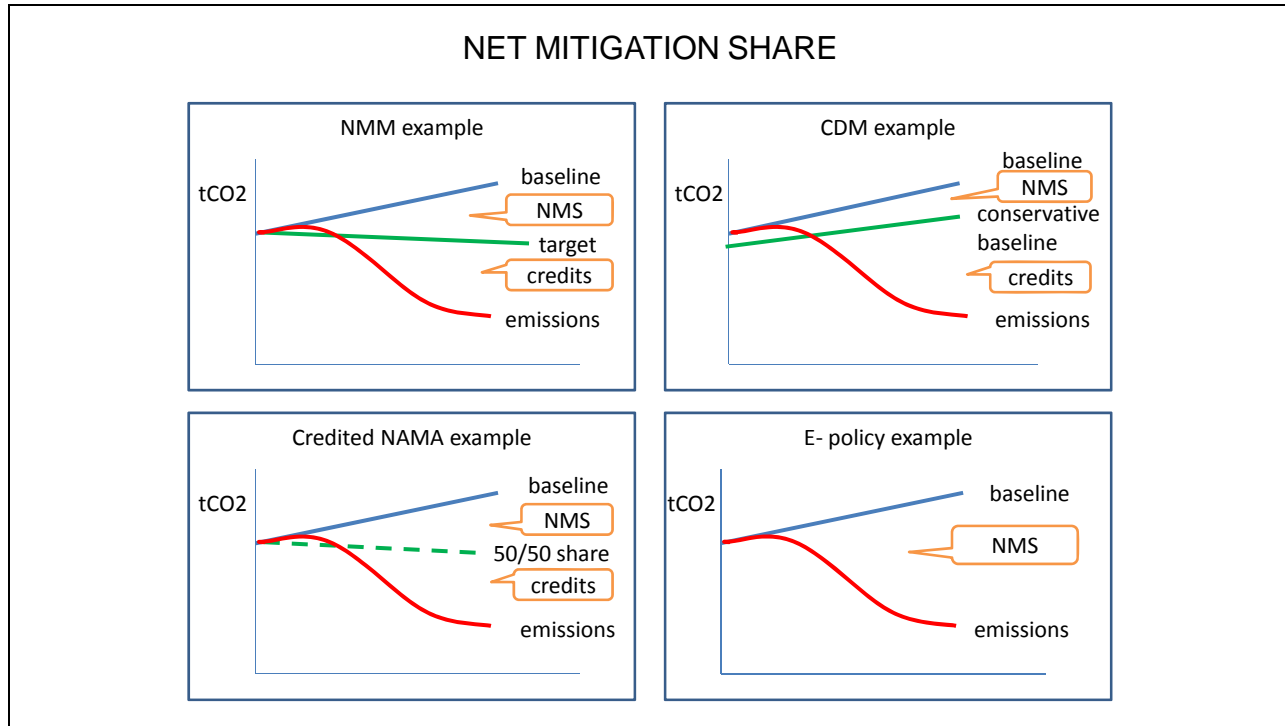 NET MITIGATION SHARE
NMM example
tCO2
baseline
NMS
target
credits
emissions
CDM example
tCO2
baseline
NMS
conservative
baseline
credits
emissions
Credited NAMA example
tCO2
baseline
NMS
50/50 share
credits
emissions
E- policy example
tCO2
baseline
NMS
emissions